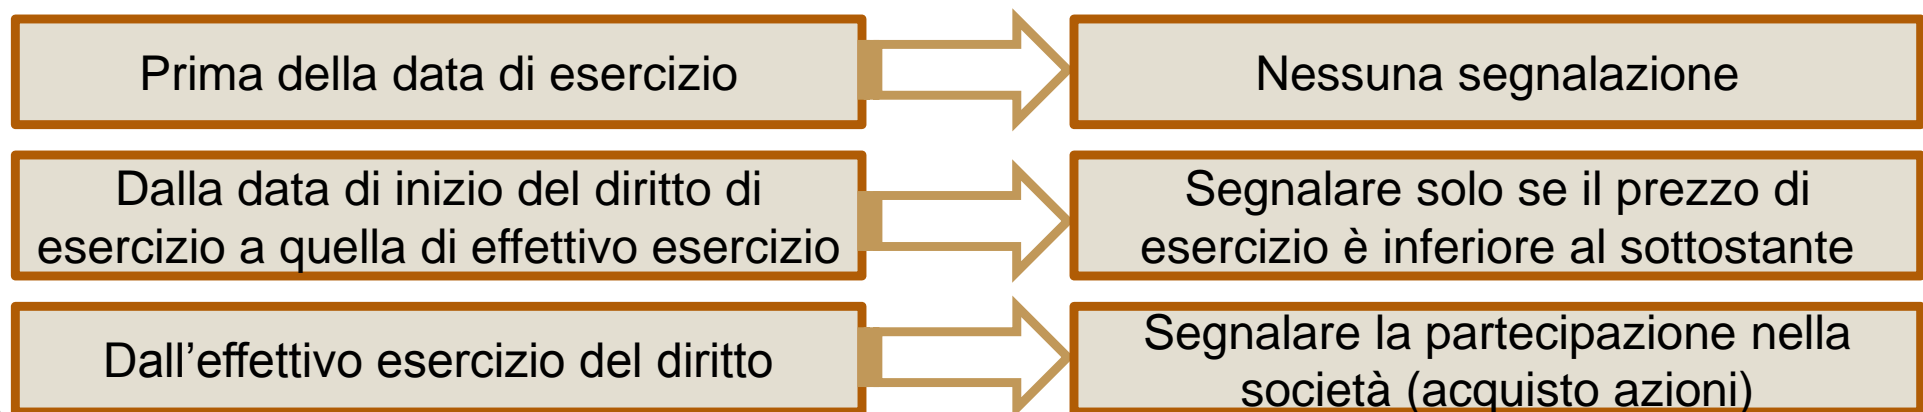 Prima della data di esercizio
Nessuna segnalazione
Dalla data di inizio del diritto di
esercizio a quella di effettivo esercizio
Segnalare solo se il prezzo di
esercizio è inferiore al sottostante
Dall’effettivo esercizio del diritto
Segnalare la partecipazione nella
società (acquisto azioni)